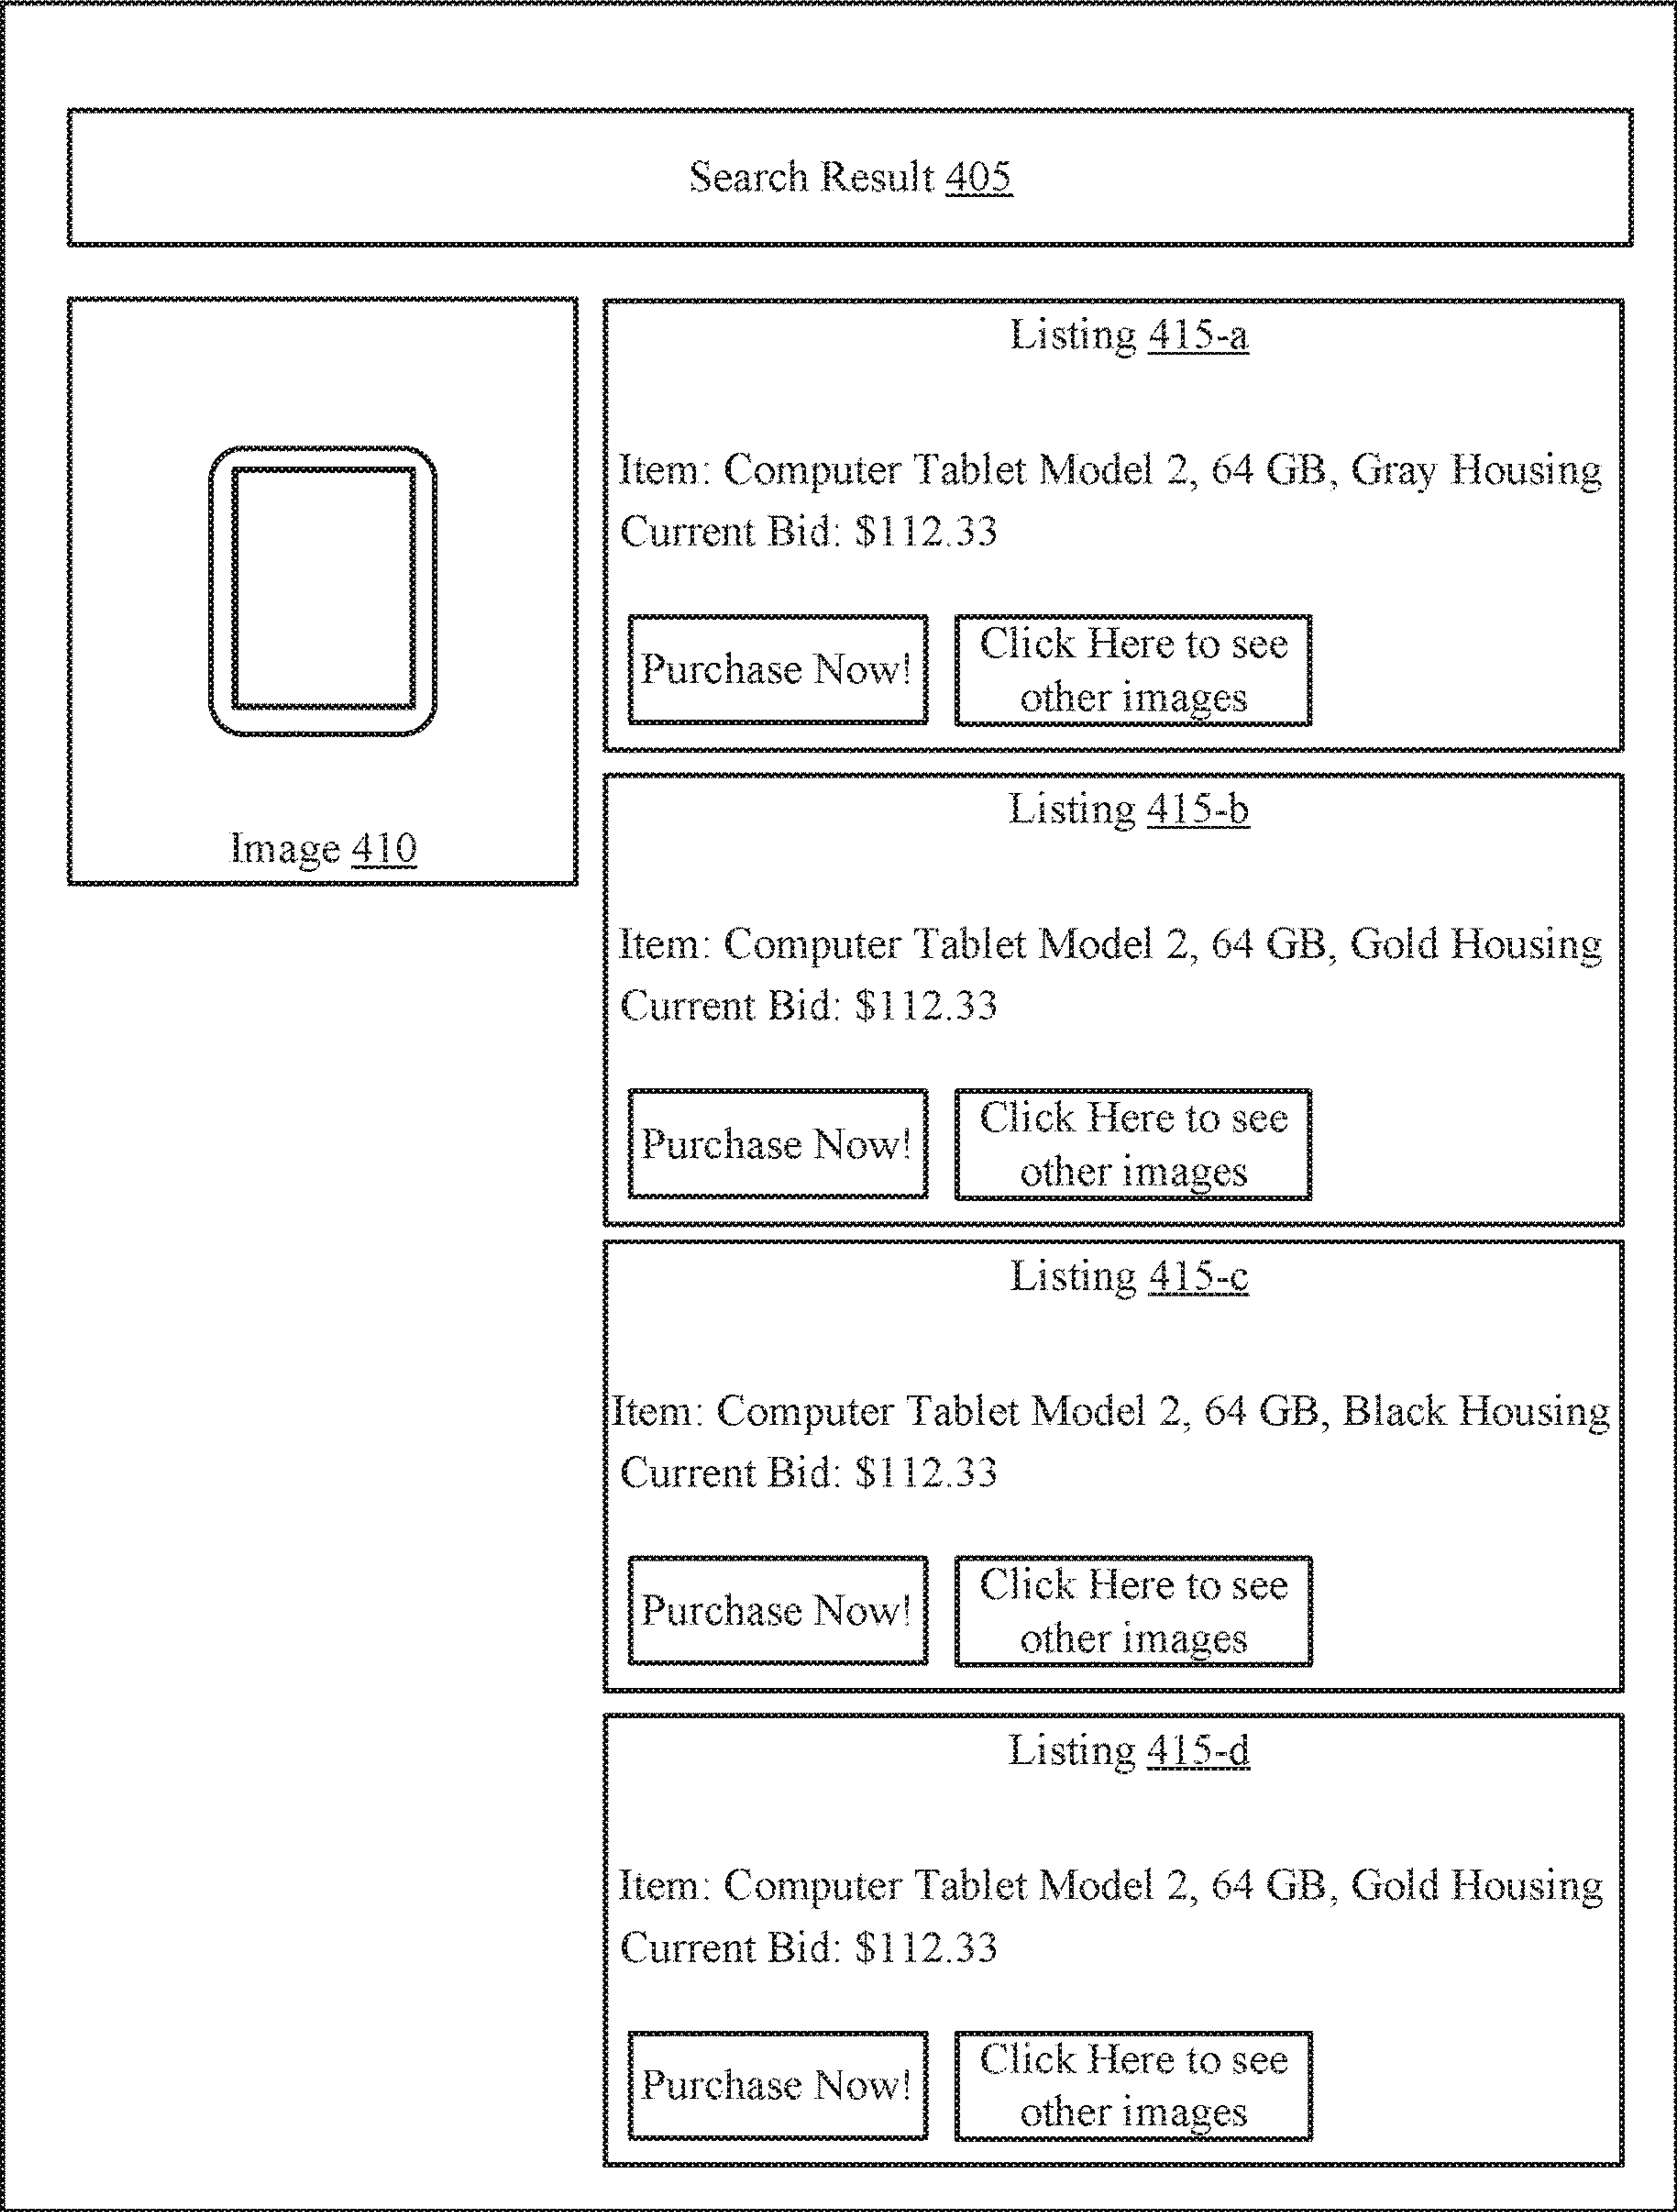 Search Result 405
Image 410
Listing 415-a
Item: Computer Tablet Model 2, 64 GB, Gray Housing
Current Bid: $112.33
Purchase Now!
Click Here to see
other images
Listing 415-b
Item: Computer Tablet Model 2, 64 GB, Gold Housing
Current Bid: $112.33
Purchase Now!
Click Here to see
other images
Listing 415-c
Item: Computer Tablet Model 2, 64 GB, Black Housing
Current Bid: $112.33
Purchase Now!
Click Here to see
other images
Listing 415-d
Item: Computer Tablet Model 2, 64 GB, Gold Housing
Current Bid: $112.33
Purchase Now!
Click Here to see
other images